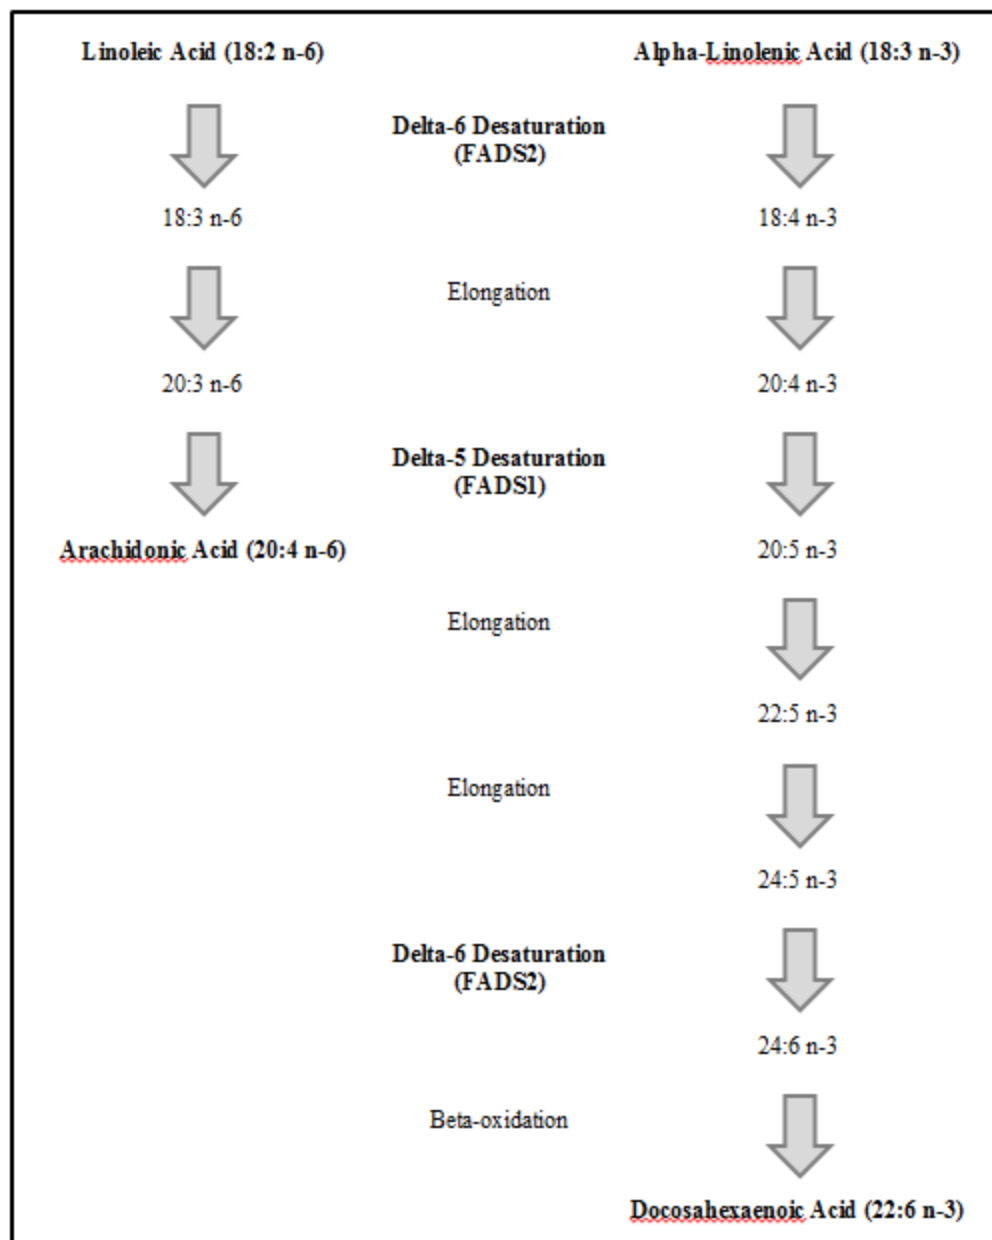 Linoleic Acid (18:2 n-6)
Alpha-Linolenic Acid (18:3 n-3)
Delta-6 Desaturation
(FADS2)
18:3 n-6
18:4 n-3
Elongation
20:3 n-6
20:4 n-3
Delta-5 Desaturation
(FADS1)
Arachidonic Acid (20:4 n-6)
20:5 n-3
Elongation
22:5 n-3
Elongation
24:5 n-3
Delta-6 Desaturation
(FADS2)
24:6 n-3
Beta-oxidation
Docosahexaenoic Acid (22:6 n-3)